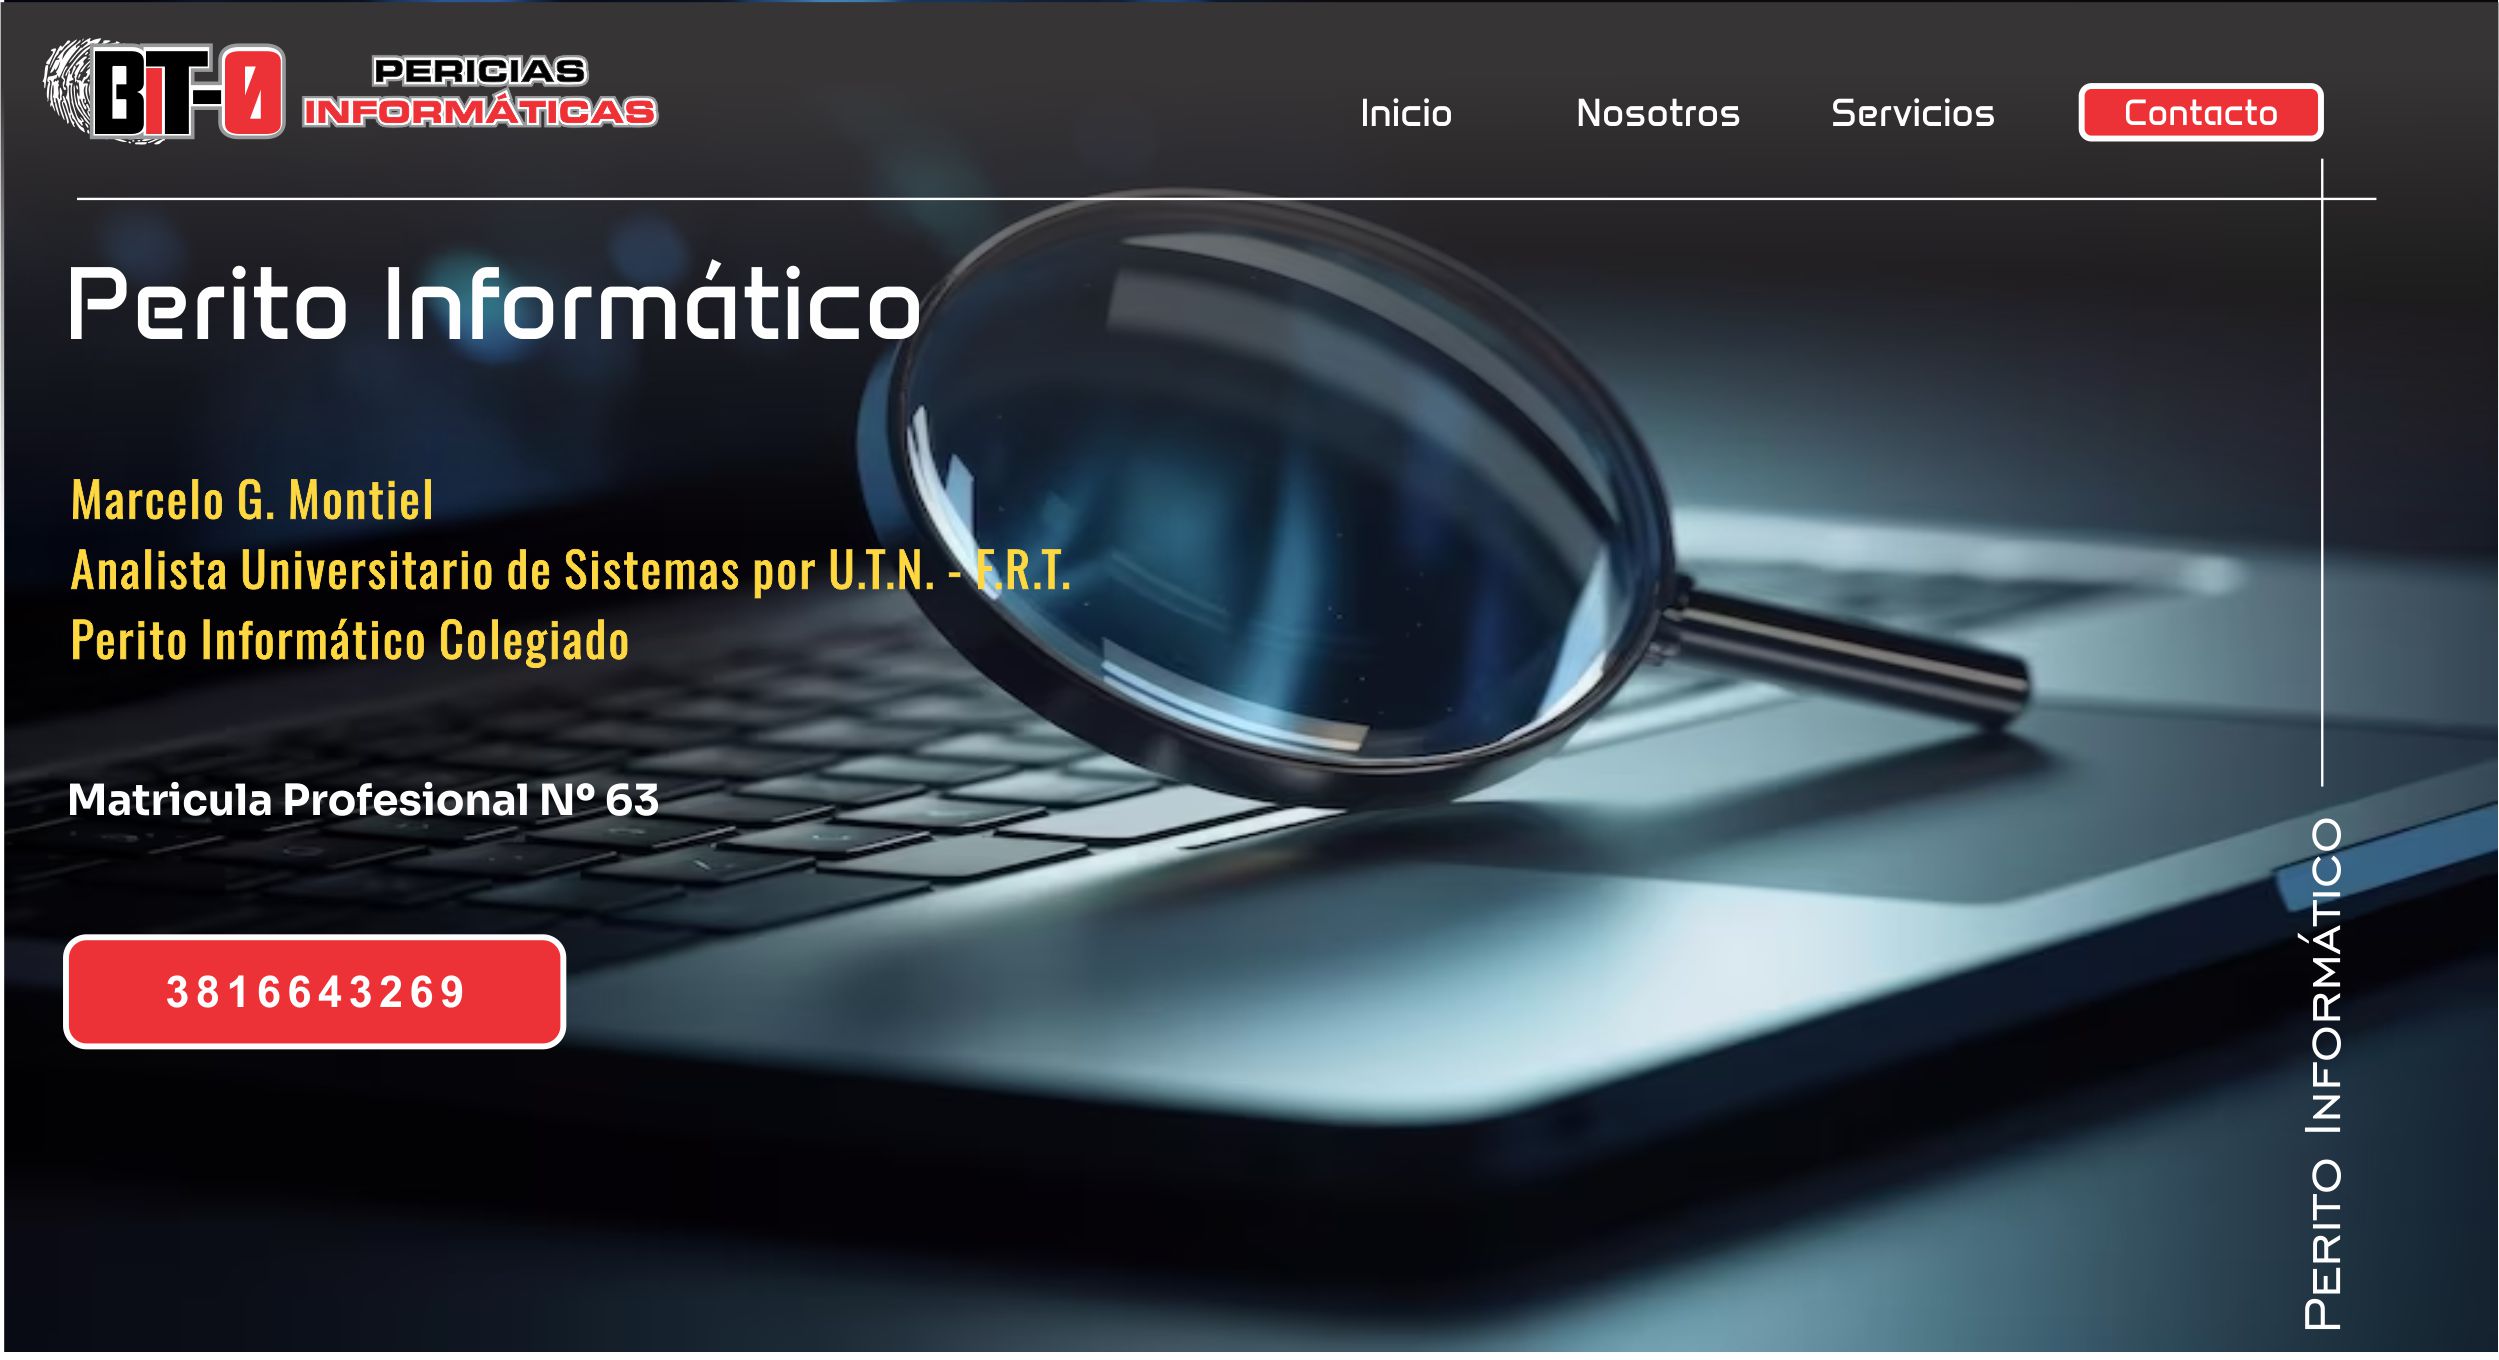 BIT-0
PERICIAS
INFORMÁTICAS
Inicio
Nosotros
Servicios
Contacto
Perito Informático
Marcelo G. Montiel
Analista Universitario de Sistemas por U.T.N. - F.R.T.
Perito Informático Colegiado
Matricula Profesional Nº 63
3816643269
Perito Informático